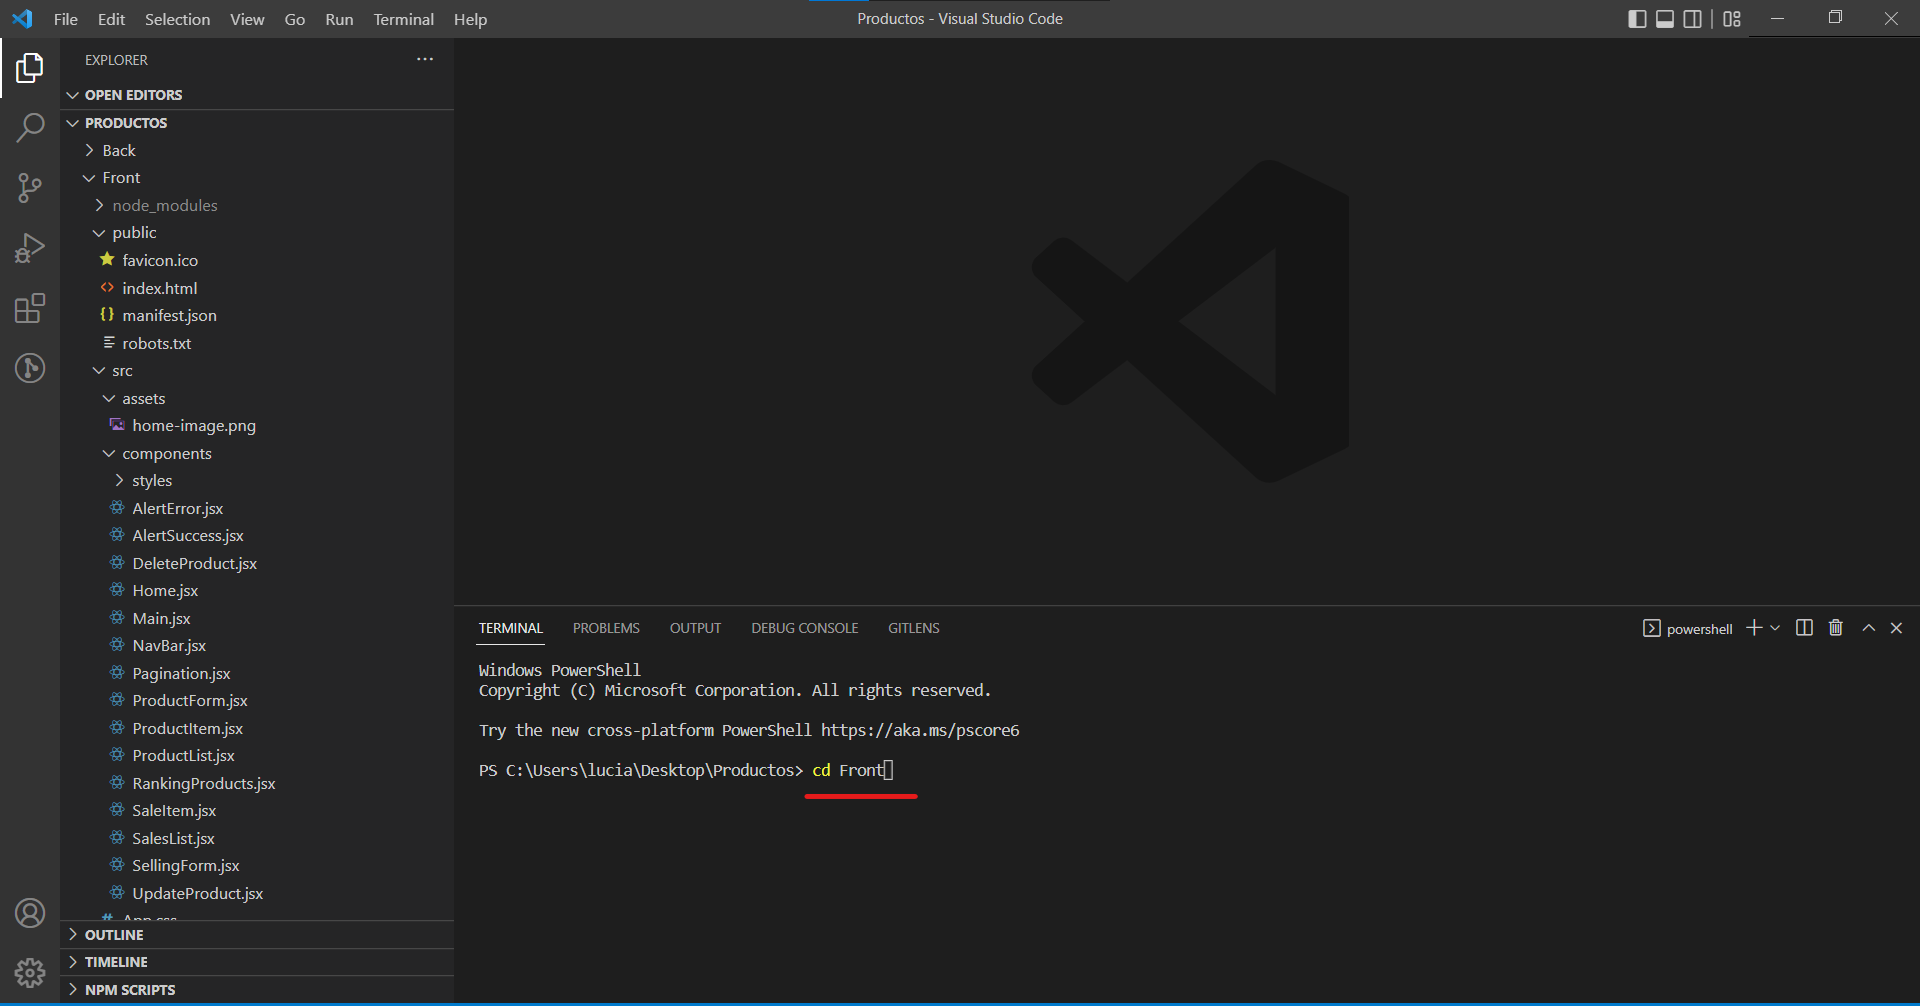 File Edit Selection View Go Run Terminal Help
Productos - Visual Studio Code
EXPLORER
OPEN EDITORS
PRODUCTOS
Back
Front
node_modules
public
favicon.ico
index.html
manifest.json
robots.txt
src
assets
home-image.png
components
styles
AlertError.jsx
AlertSuccess.jsx
DeleteProduct.jsx
Home.jsx
Main.jsx
NavBar.jsx
Pagination.jsx
ProductForm.jsx
ProductItem.jsx
ProductList.jsx
RankingProducts.jsx
SaleItem.jsx
SalesList.jsx
SellingForm.jsx
UpdateProduct.jsx
App.css
OUTLINE
TIMELINE
NPM SCRIPTS
TERMINAL PROBLEMS OUTPUT DEBUG CONSOLE GITLENS
powershell
Windows PowerShell
Copyright (C) Microsoft Corporation. All rights reserved.
Try the new cross-platform PowerShell https://aka.ms/pscore6
PS C:\Users\lucia\Desktop\Productos> cd Front